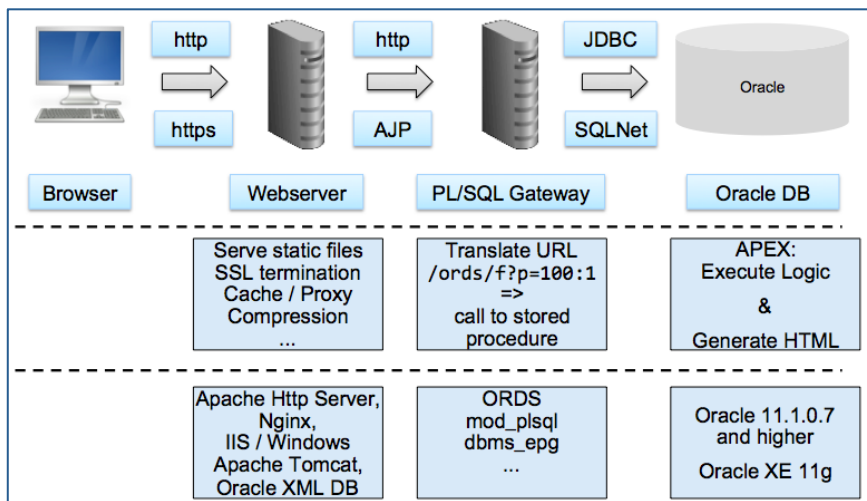 http
http
JDBC
Oracle
https
AJP
SQLNet
Browser
Webserver
PL/SQL Gateway
Oracle DB
Serve static files
SSL termination
Cache / Proxy
Compression
...
Translate URL
/ords/f?p=100:1
=>
call to stored
procedure
APEX:
Execute Logic
&
Generate HTML
Apache Http Server,
Nginx,
IIS / Windows
Apache Tomcat,
Oracle XML DB
ORDS
mod_plsql
dbms_epg
...
Oracle 11.1.0.7
and higher
Oracle XE 11g